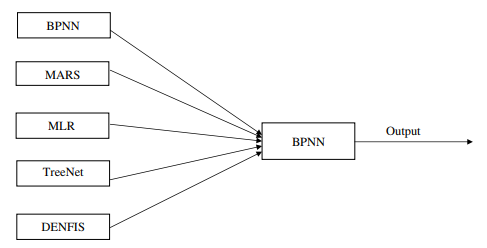 BPNN
MARS
MLR
TreeNet
DENFIS
BPNN
Output